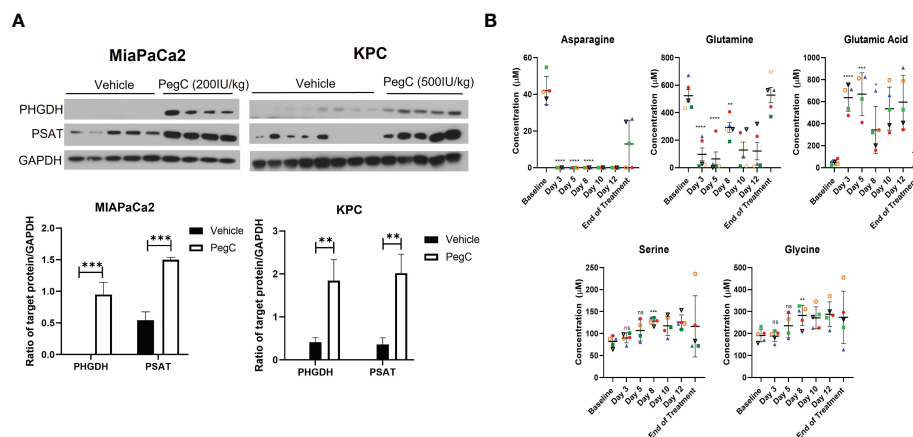 A
MiaPaCa2
KPC
Vehicle
PegC (200IU/kg)
Vehicle
PegC (500IU/kg)
PHGDH
PSAT
GAPDH
MIAPaCa2
Ratio of target protein/GAPDH
1.5
1.0
0.5
0.0
***
***
PHGDH
PSAT
Vehicle
PegC
KPC
Ratio of target protein/GAPDH
3
2
1
0
**
**
PHGDH
PSAT
Vehicle
PegC
B
Asparagine
Concentration (μM)
60
40
20
0
**** **** ****
Baseline
Day 3
Day 5
Day 8
Day 10
Day 12
End of Treatment
Glutamine
Concentration (μM)
800
600
400
200
0
**** **** **
Baseline
Day 3
Day 5
Day 8
Day 10
Day 12
End of Treatment
Glutamic Acid
Concentration (μM)
1000
800
600
400
200
0
**** *** *
Baseline
Day 3
Day 5
Day 8
Day 10
Day 12
End of Treatment
Serine
Concentration (μM)
250
200
150
100
50
0
ns ns ***
Baseline
Day 3
Day 5
Day 8
Day 10
Day 12
End of Treatment
Glycine
Concentration (μM)
500
400
300
200
100
0
ns ns **
Baseline
Day 3
Day 5
Day 8
Day 10
Day 12
End of Treatment